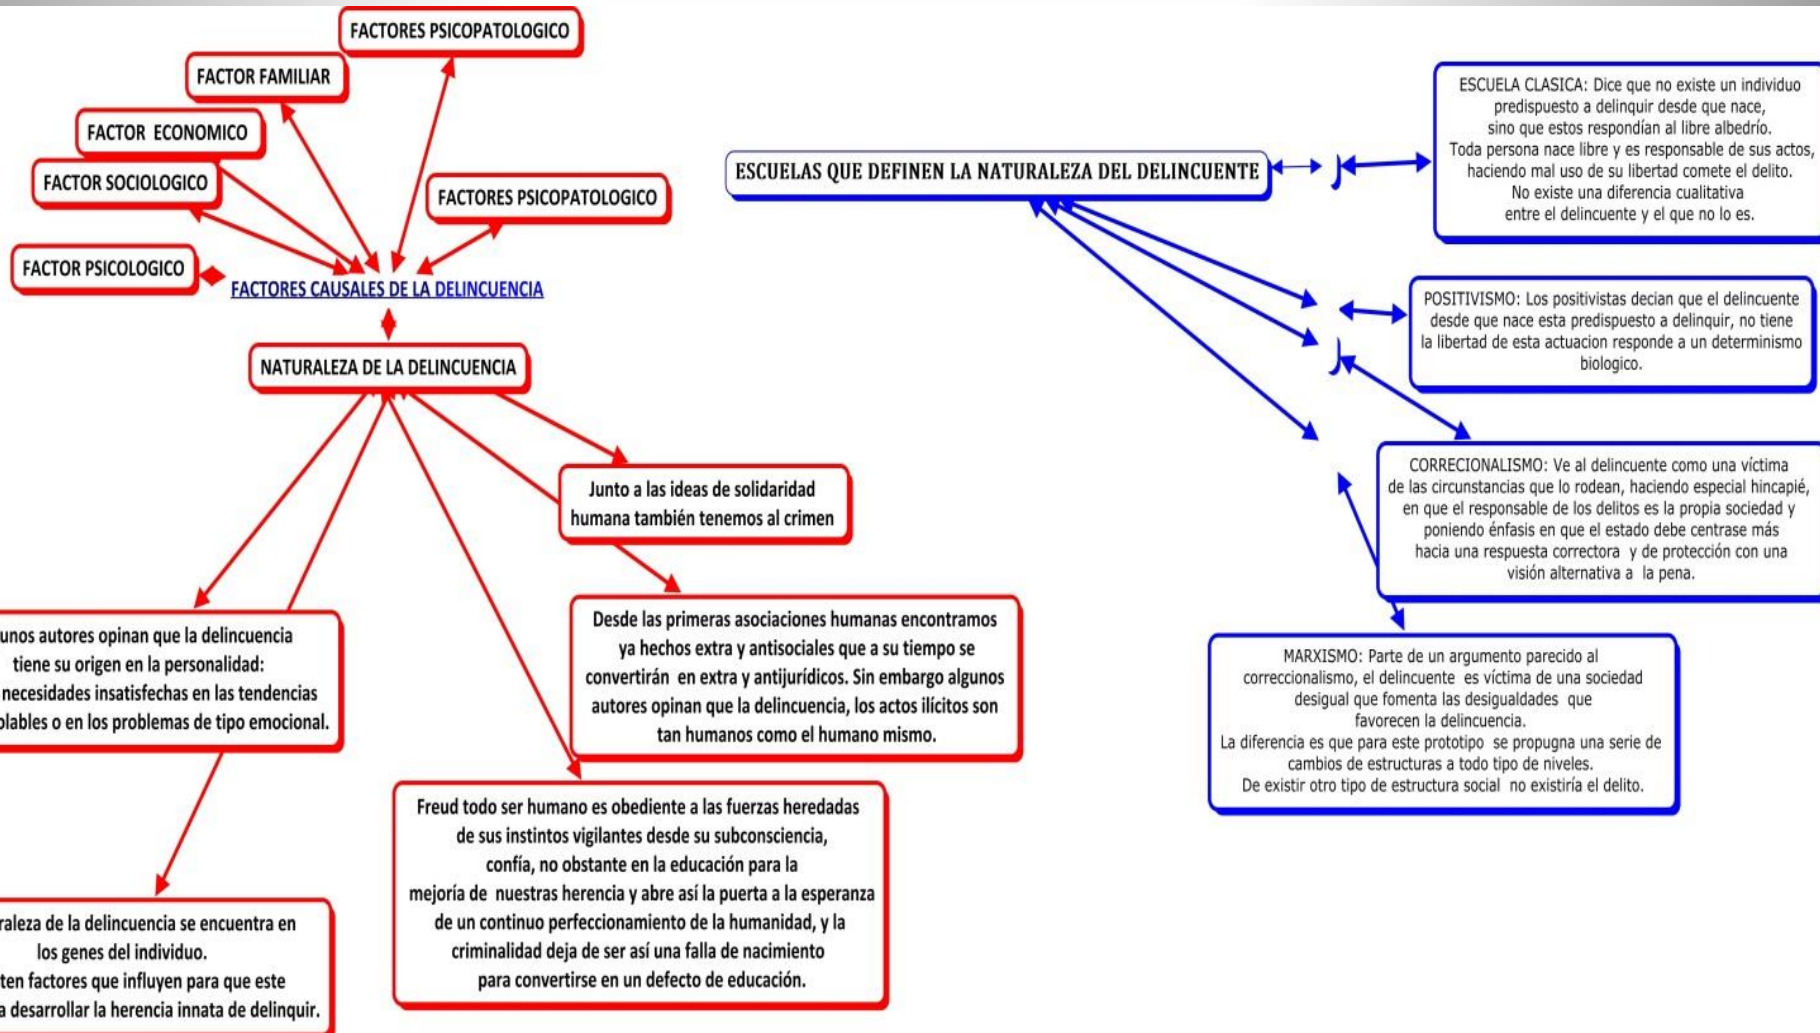 FACTORES PSICOPATOLOGICO
FACTOR FAMILIAR
FACTOR ECONOMICO
FACTOR SOCIOLOGICO
FACTORES PSICOPATOLOGICO
FACTOR PSICOLOGICO
FACTORES CAUSALES DE LA DELINCUENCIA
NATURALEZA DE LA DELINCUENCIA
Junto a las ideas de solidaridad
humana también tenemos al crimen
Desde las primeras asociaciones humanas encontramos
ya hechos extra y antisociales que a su tiempo se
convertirán en extra y antijurídicos. Sin embargo algunos
autores opinan que la delincuencia, los actos ilícitos son
tan humanos como el humano mismo.
unos autores opinan que la delincuencia
tiene su origen en la personalidad:
necesidades insatisfechas en las tendencias
olables o en los problemas de tipo emocional.
Freud todo ser humano es obediente a las fuerzas heredadas
de sus instintos vigilantes desde su subconsciencia,
confía, no obstante en la educación para la
mejoría de nuestras herencia y abre así la puerta a la esperanza
de un continuo perfeccionamiento de la humanidad, y la
criminalidad deja de ser así una falla de nacimiento
para convertirse en un defecto de educación.
raleza de la delincuencia se encuentra en
los genes del individuo.
ten factores que influyen para que este
a desarrollar la herencia innata de delinquir.
ESCUELAS QUE DEFINEN LA NATURALEZA DEL DELINCUENTE
ESCUELA CLASICA: Dice que no existe un individuo
predispuesto a delinquir desde que nace,
sino que estos respondían al libre albedrío.
Toda persona nace libre y es responsable de sus actos,
haciendo mal uso de su libertad comete el delito.
No existe una diferencia cualitativa
entre el delincuente y el que no lo es.
POSITIVISMO: Los positivistas decian que el delincuente
desde que nace esta predispuesto a delinquir, no tiene
la libertad de esta actuacion responde a un determinismo
biologico.
CORRECIONALISMO: Ve al delincuente como una víctima
de las circunstancias que lo rodean, haciendo especial hincapié,
en que el responsable de los delitos es la propia sociedad y
poniendo énfasis en que el estado debe centrase más
hacia una respuesta correctora y de protección con una
visión alternativa a la pena.
MARXISMO: Parte de un argumento parecido al
correccionalismo, el delincuente es víctima de una sociedad
desigual que fomenta las desigualdades que
favorecen la delincuencia.
La diferencia es que para este prototipo se propugna una serie de
cambios de estructuras a todo tipo de niveles.
De existir otro tipo de estructura social no existiría el delito.